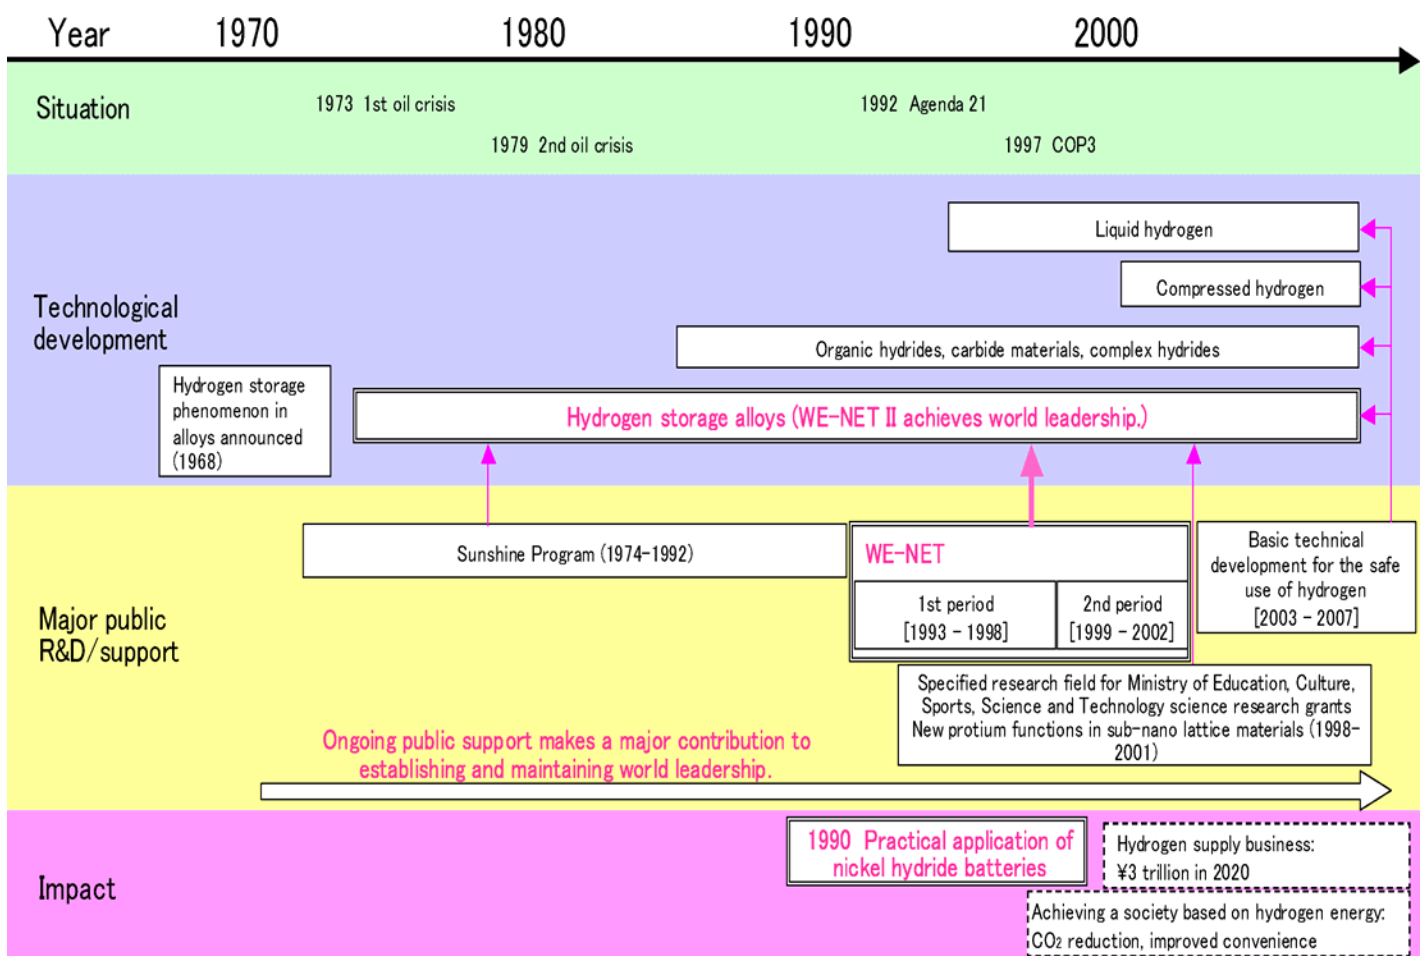 Year 1970 1980 1990 2000
Situation
1973 1st oil crisis
1992 Agenda 21
1979 2nd oil crisis
1997 COP3
Technological
development
Liquid hydrogen
Compressed hydrogen
Organic hydrides, carbide materials, complex hydrides
Hydrogen storage
phenomenon in
alloys announced
(1968)
Hydrogen storage alloys (WE-NET II achieves world leadership.)
Major public
R&D/support
Sunshine Program (1974-1992)
WE-NET
1st period
[1993 - 1998]
2nd period
[1999 - 2002]
Basic technical
development for the safe
use of hydrogen
[2003 - 2007]
Specified research field for Ministry of Education, Culture,
Sports, Science and Technology science research grants
New protium functions in sub-nano lattice materials (1998-
2001)
Ongoing public support makes a major contribution to
establishing and maintaining world leadership.
Impact
1990 Practical application of
nickel hydride batteries
Hydrogen supply business:
¥3 trillion in 2020
Achieving a society based on hydrogen energy:
CO2 reduction, improved convenience